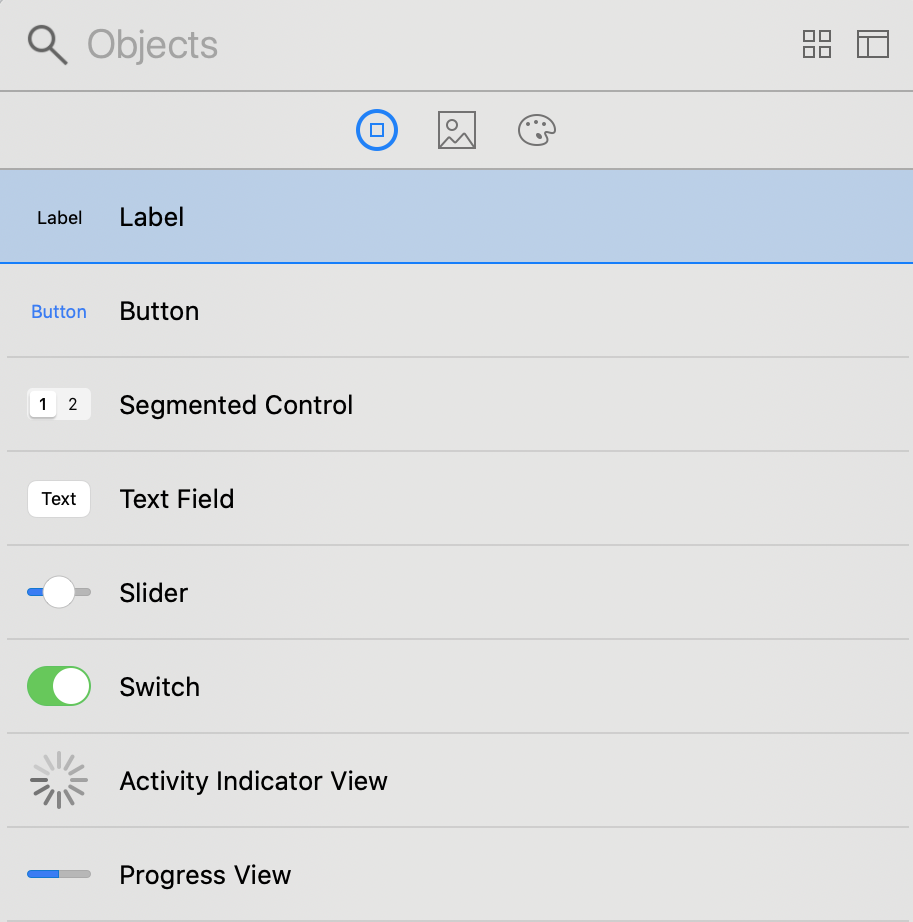 Objects
Label Label
Button Button
1 2 Segmented Control
Text Text Field
Slider
Switch
Activity Indicator View
Progress View